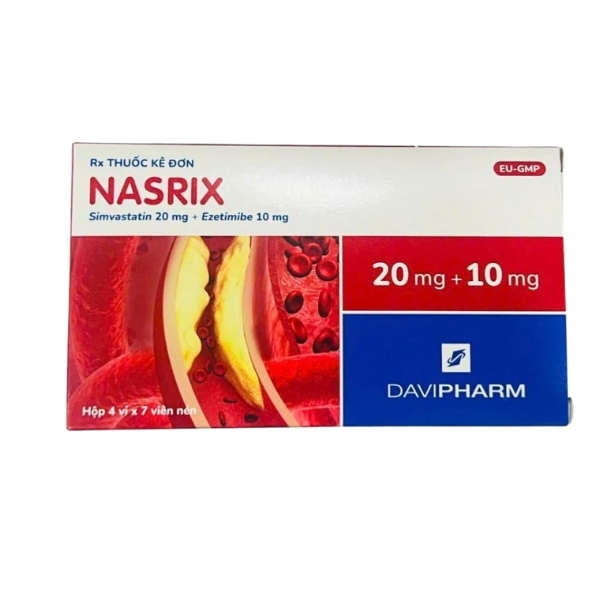 Rx THUỐC KÊ ĐƠN
EU-GMP
NASRIX
Simvastatin 20 mg + Ezetimibe 10 mg
20 mg + 10 mg
DAVIPHARM
Hộp 4 vỉ x 7 viên nén